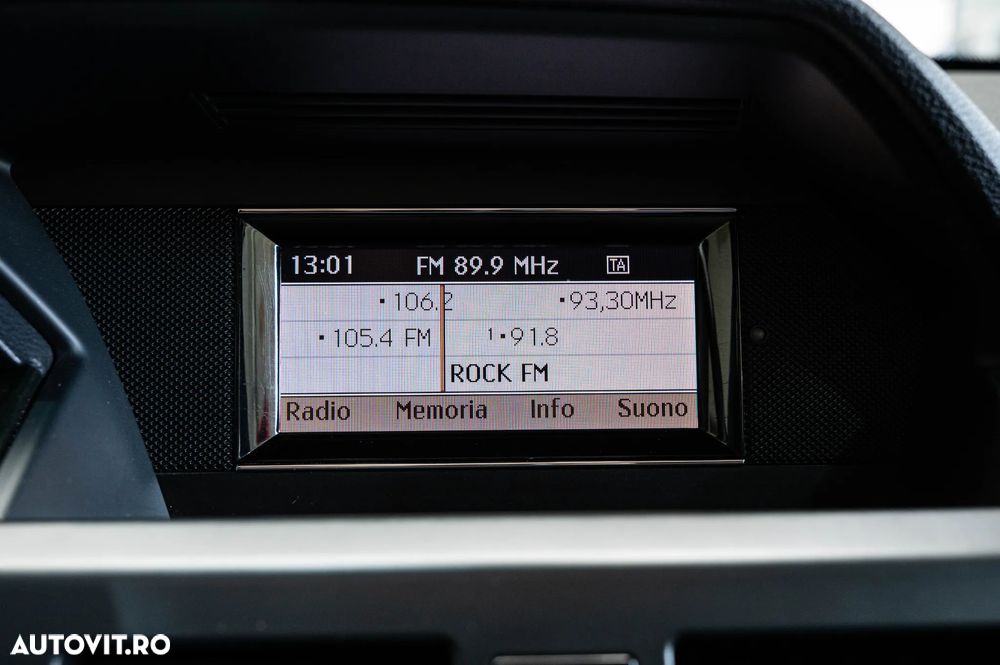 13:01 FM 89.9 MHz TA
•106.2 •93,30MHz
•105.4 FM 1•91.8
ROCK FM
Radio Memoria Info Suono
AUTOVIT.RO